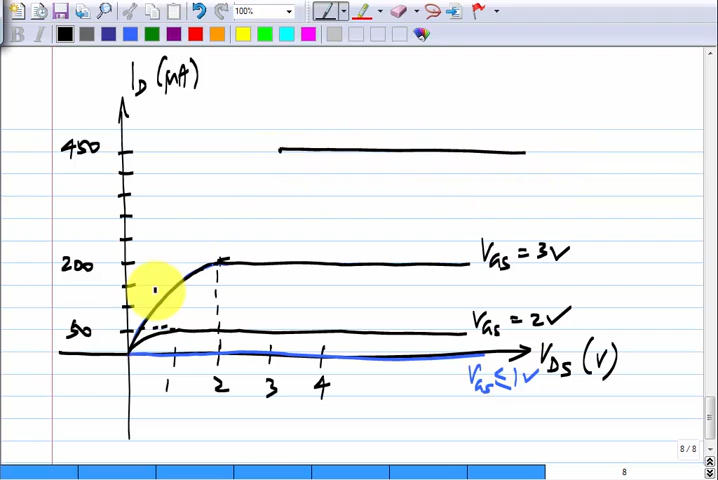 100%
B I
I_D (μA)
450
200
V_GS = 3V
50
V_GS = 2V
V_DS (V)
1 2 3 4
V_GS ≤ 1V
8/8
8